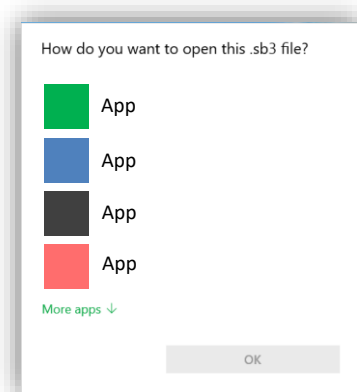 How do you want to open this .sb3 file?
App
App
App
App
More apps ↓
OK